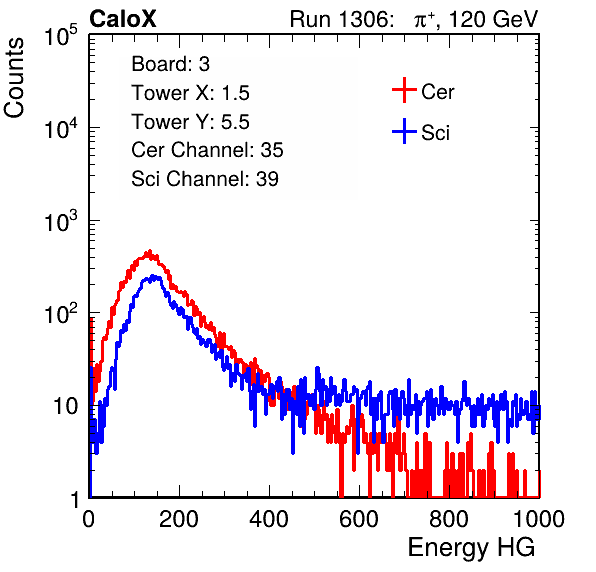 CaloX Run 1306: π⁺, 120 GeV
Counts
10⁵
10⁴
10³
10²
10
1
Board: 3
Tower X: 1.5
Tower Y: 5.5
Cer Channel: 35
Sci Channel: 39
Cer
Sci
0 200 400 600 800 1000
Energy HG